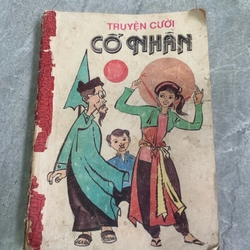 TRUYỆN CƯỜI
CỔ NHÂN